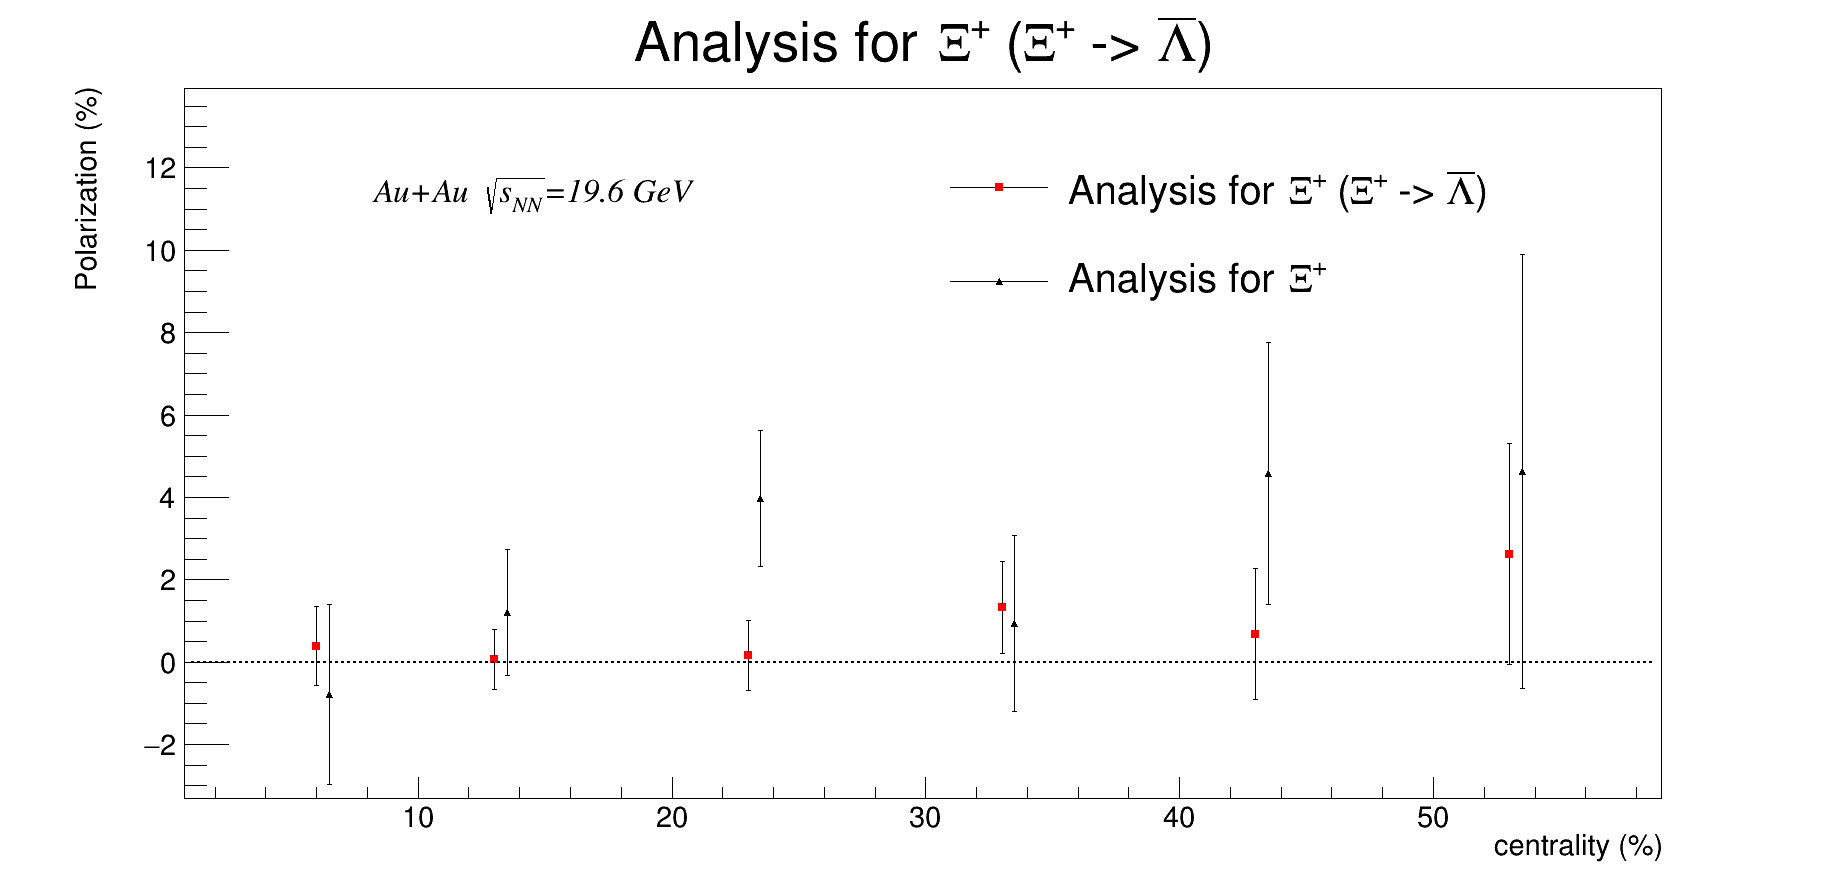 Analysis for Ξ⁺ (Ξ⁺ -> Λ̅)
Polarization (%)
12
10
8
6
4
2
0
−2
Au+Au √s_NN=19.6 GeV
Analysis for Ξ⁺ (Ξ⁺ -> Λ̅)
Analysis for Ξ⁺
10 20 30 40 50
centrality (%)